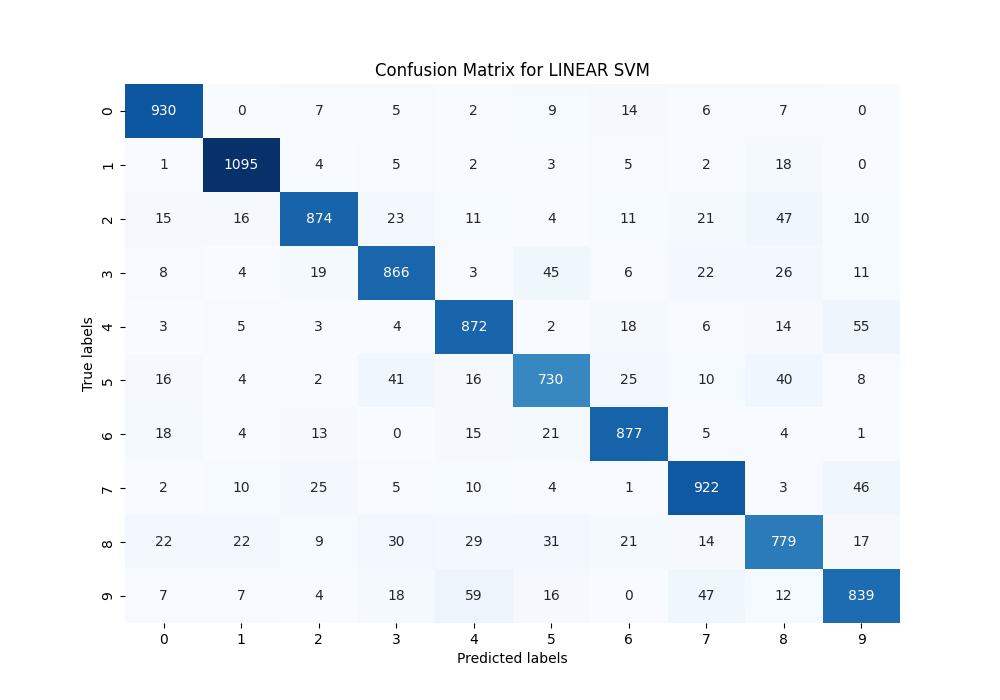 Confusion Matrix for LINEAR SVM
0 930 0 7 5 2 9 14 6 7 0
1 1 1095 4 5 2 3 5 2 18 0
2 15 16 874 23 11 4 11 21 47 10
3 8 4 19 866 3 45 6 22 26 11
4 3 5 3 4 872 2 18 6 14 55
5 16 4 2 41 16 730 25 10 40 8
6 18 4 13 0 15 21 877 5 4 1
7 2 10 25 5 10 4 1 922 3 46
8 22 22 9 30 29 31 21 14 779 17
9 7 7 4 18 59 16 0 47 12 839
True labels
0 1 2 3 4 5 6 7 8 9
Predicted labels